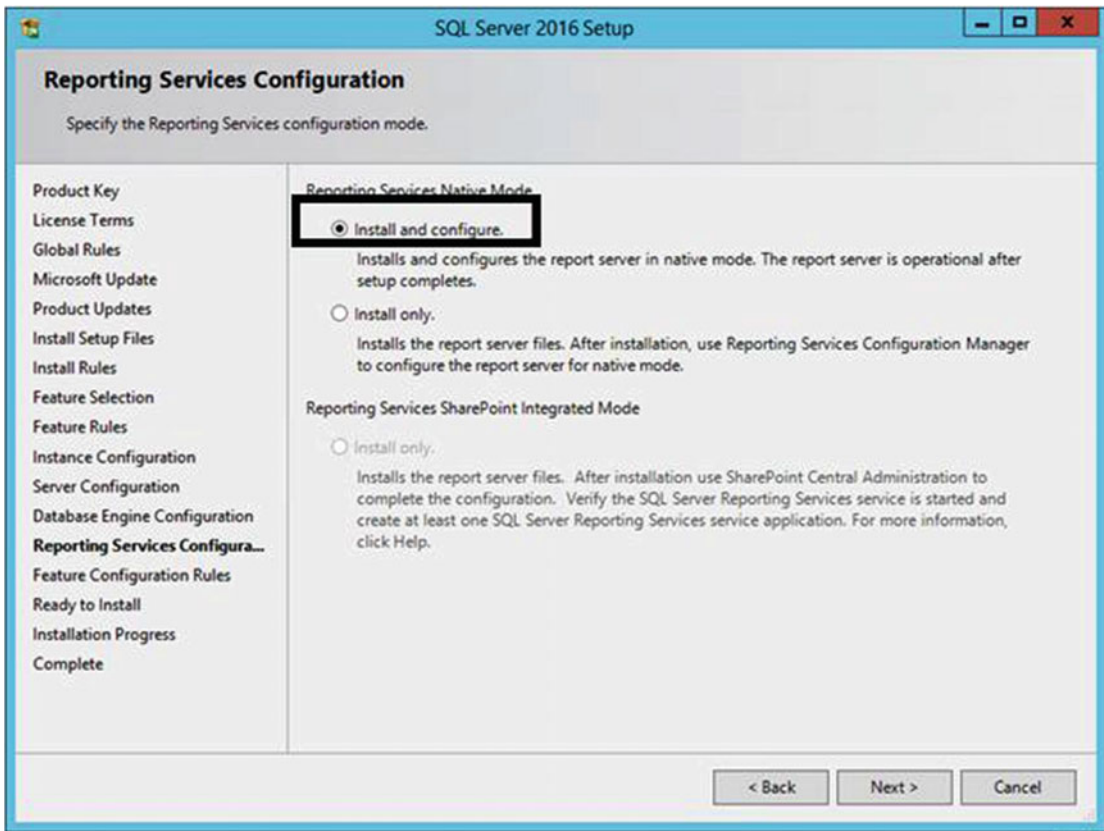 SQL Server 2016 Setup
Reporting Services Configuration
Specify the Reporting Services configuration mode.
Product Key
License Terms
Global Rules
Microsoft Update
Product Updates
Install Setup Files
Install Rules
Feature Selection
Feature Rules
Instance Configuration
Server Configuration
Database Engine Configuration
Reporting Services Configura...
Feature Configuration Rules
Ready to Install
Installation Progress
Complete
Reporting Services Native Mode
Install and configure.
Installs and configures the report server in native mode. The report server is operational after
setup completes.
Install only.
Installs the report server files. After installation, use Reporting Services Configuration Manager
to configure the report server for native mode.
Reporting Services SharePoint Integrated Mode
Install only.
Installs the report server files. After installation use SharePoint Central Administration to
complete the configuration. Verify the SQL Server Reporting Services service is started and
create at least one SQL Server Reporting Services service application. For more information,
click Help.
< Back
Next >
Cancel